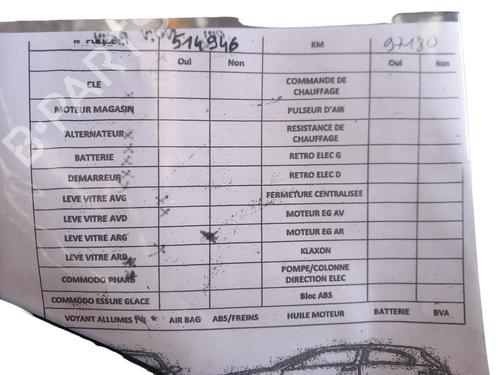 514946 KM 97180
Oui Non Oui Non
CLE COMMANDE DE CHAUFFAGE
MOTEUR MAGASIN PULSEUR D'AIR
ALTERNATEUR RESISTANCE DE CHAUFFAGE
BATTERIE RETRO ELEC G
DEMARREUR RETRO ELEC D
LEVE VITRE AVG FERMETURE CENTRALISEE
LEVE VITRE AVD MOTEUR EG AV
LEVE VITRE ARG MOTEUR EG AR
LEVE VITRE ARD KLAXON
COMMODO PHARE POMPE/COLONNE DIRECTION ELEC
COMMODO ESSUIE GLACE Bloc ABS
VOYANT ALLUMES AIR BAG ABS/FREINS HUILE MOTEUR BATTERIE BVA
B-PARTS